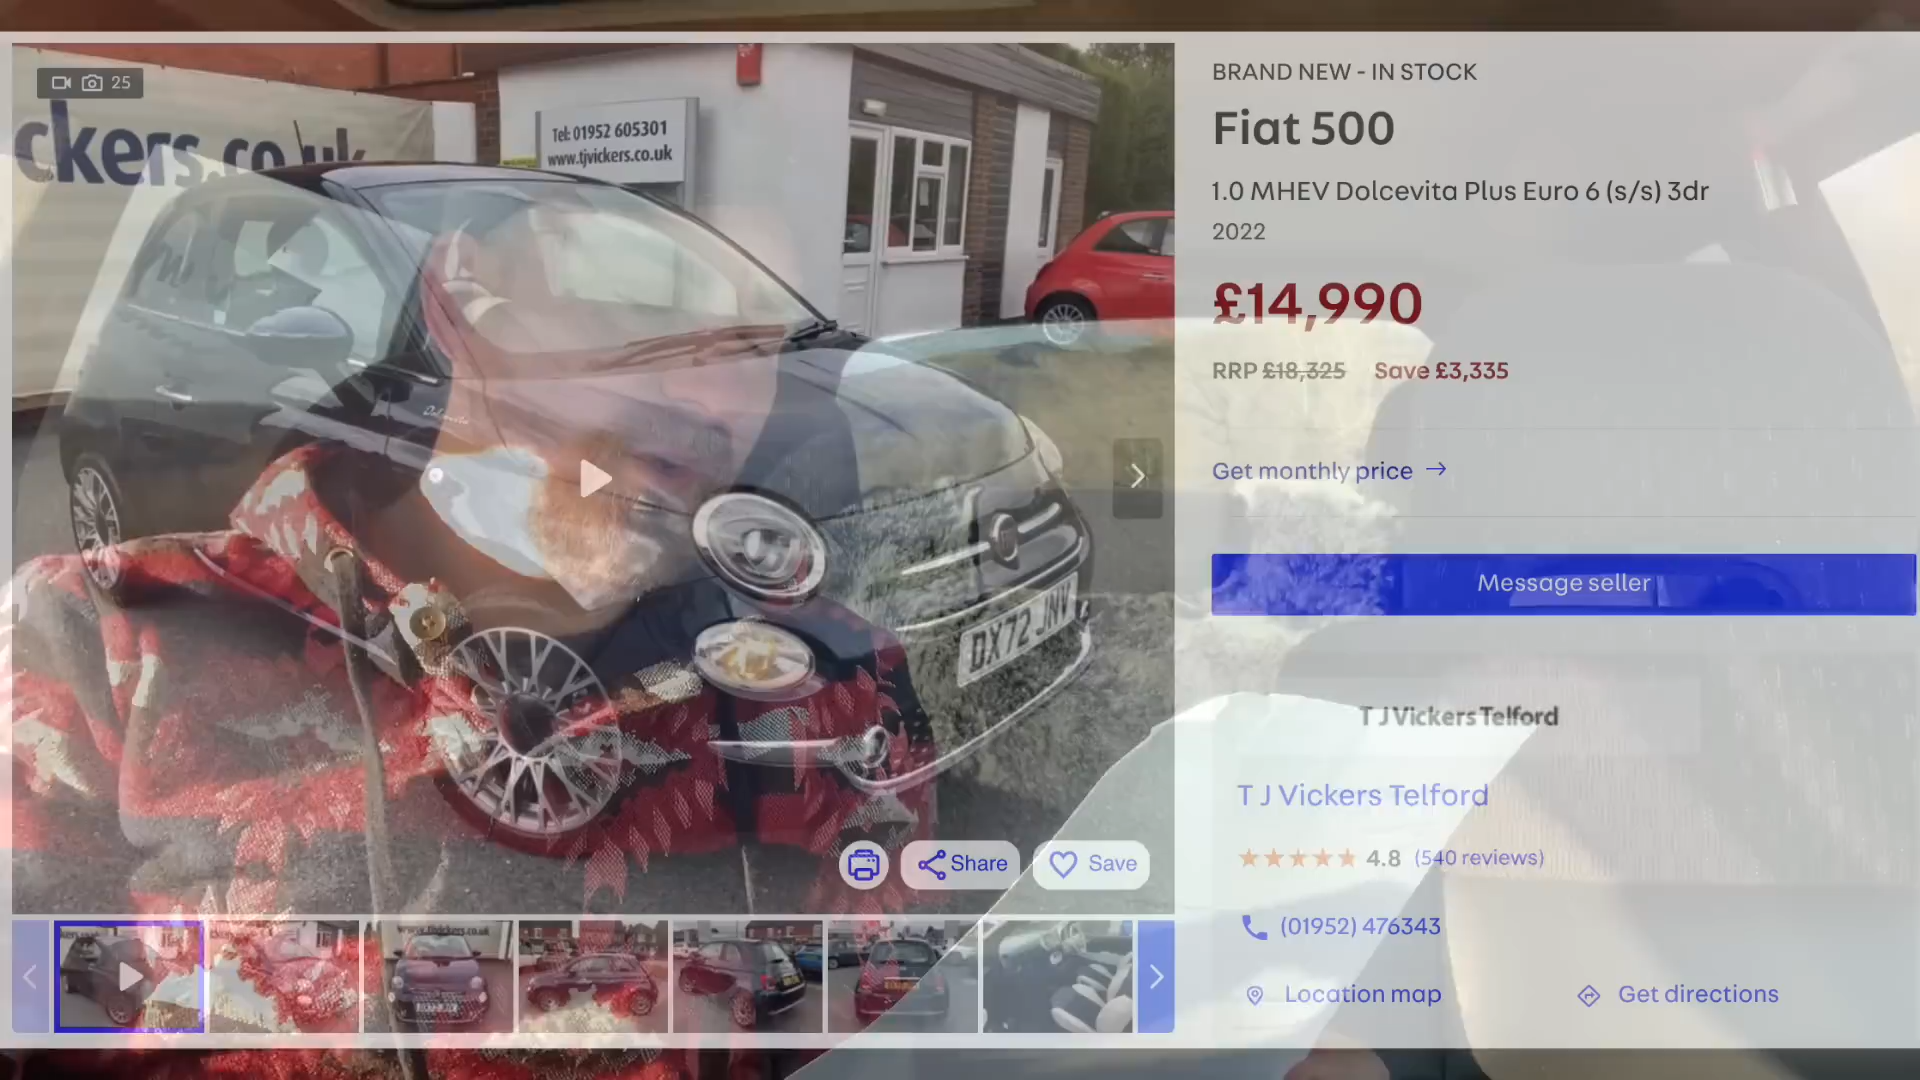 25
ckers.co.uk
Tel: 01952 605301
www.tjvickers.co.uk
Dolcevita
DX72 JNV
Share
Save
BRAND NEW - IN STOCK
Fiat 500
1.0 MHEV Dolcevita Plus Euro 6 (s/s) 3dr
2022
£14,990
RRP £18,325 Save £3,335
Get monthly price →
Message seller
T J Vickers Telford
T J Vickers Telford
4.8 (540 reviews)
(01952) 476343
Location map
Get directions